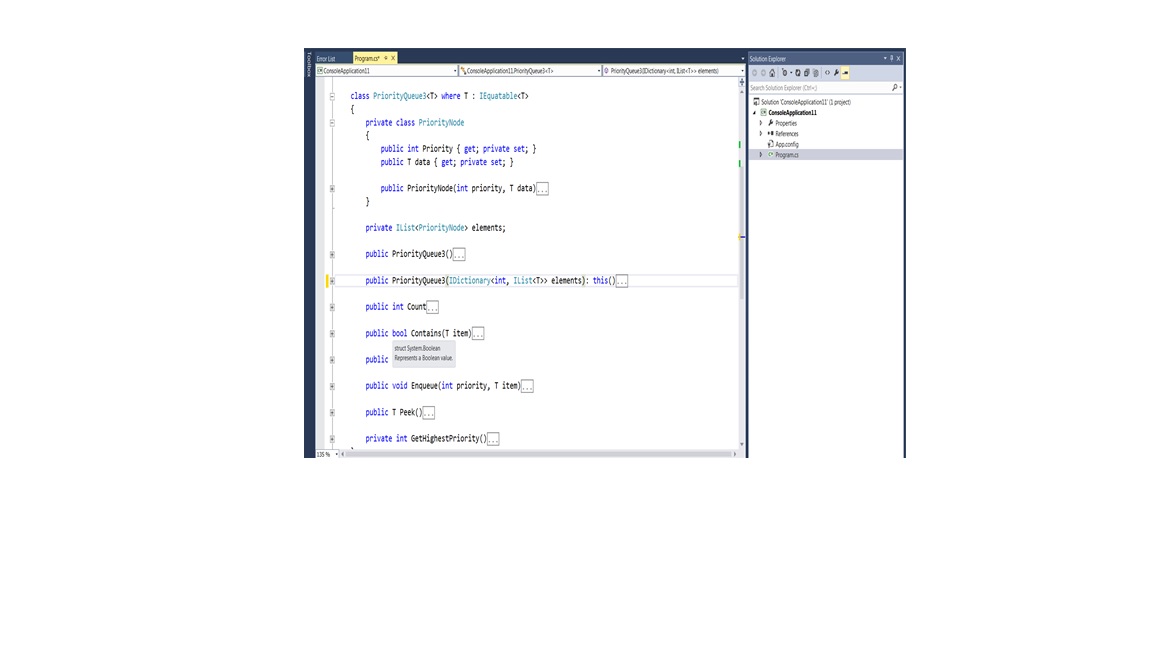 Toolbox
Error List
Program.cs*
ConsoleApplication11
ConsoleApplication11.PriorityQueue3<T>
PriorityQueue3(IDictionary<int, IList<T>> elements)
class PriorityQueue3<T> where T : IEquatable<T>
{
private class PriorityNode
{
public int Priority { get; private set; }
public T data { get; private set; }
public PriorityNode(int priority, T data)...
}
private IList<PriorityNode> elements;
public PriorityQueue3()...
public PriorityQueue3(IDictionary<int, IList<T>> elements): this()...
public int Count...
public bool Contains(T item)...
struct System.Boolean
Represents a Boolean value.
public
public void Enqueue(int priority, T item)...
public T Peek()...
private int GetHighestPriority()...
135 %
Solution Explorer
Search Solution Explorer (Ctrl+;)
Solution 'ConsoleApplication11' (1 project)
ConsoleApplication11
Properties
References
App.config
Program.cs